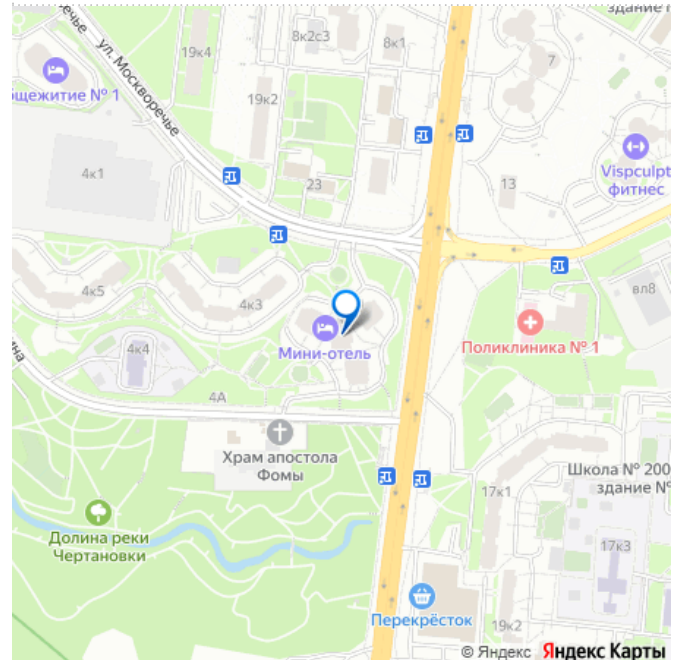 здание
19к4
8к2с3
8к1
7
ул. Москворечье
щежитие № 1
19к2
Vispculpt
фитнес
4к1
23
13
4к5
4к3
вл8
Мини-отель
Поликлиника № 1
4к4
4А
Храм апостола
Фомы
Школа № 200
здание №
17к1
Долина реки
Чертановки
17к3
Перекрёсток
19к2
© Яндекс Яндекс Карты